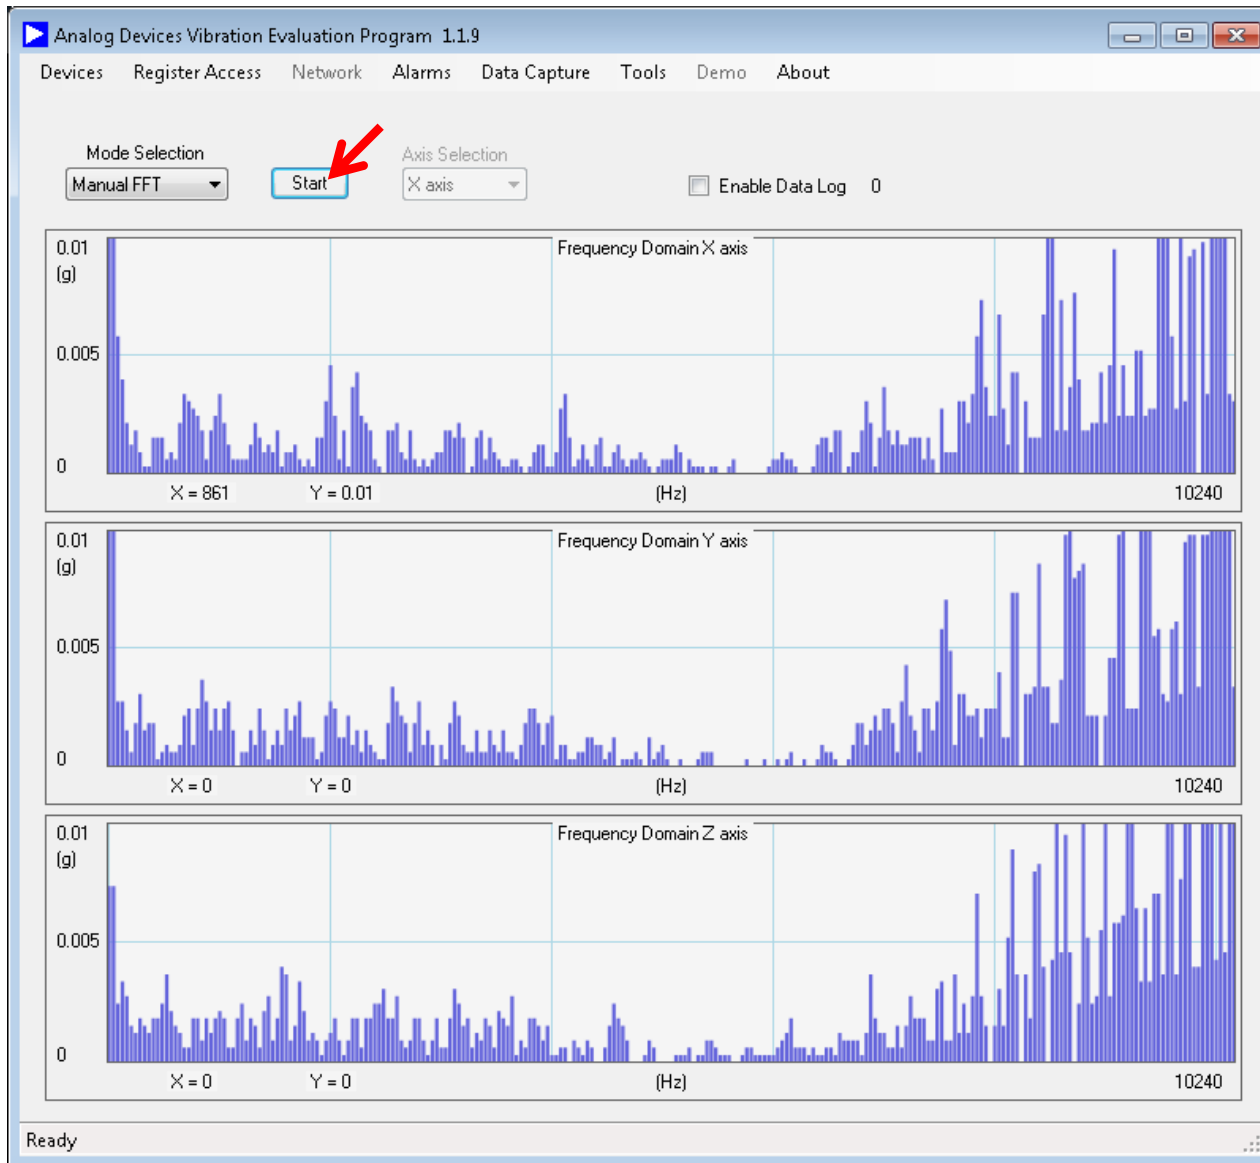 Analog Devices Vibration Evaluation Program 1.1.9
Devices Register Access Network Alarms Data Capture Tools Demo About
Mode Selection Axis Selection
Manual FFT Start X axis Enable Data Log 0
0.01 Frequency Domain X axis
(g)
0.005
0
X = 861 Y = 0.01 (Hz) 10240
0.01 Frequency Domain Y axis
(g)
0.005
0
X = 0 Y = 0 (Hz) 10240
0.01 Frequency Domain Z axis
(g)
0.005
0
X = 0 Y = 0 (Hz) 10240
Ready